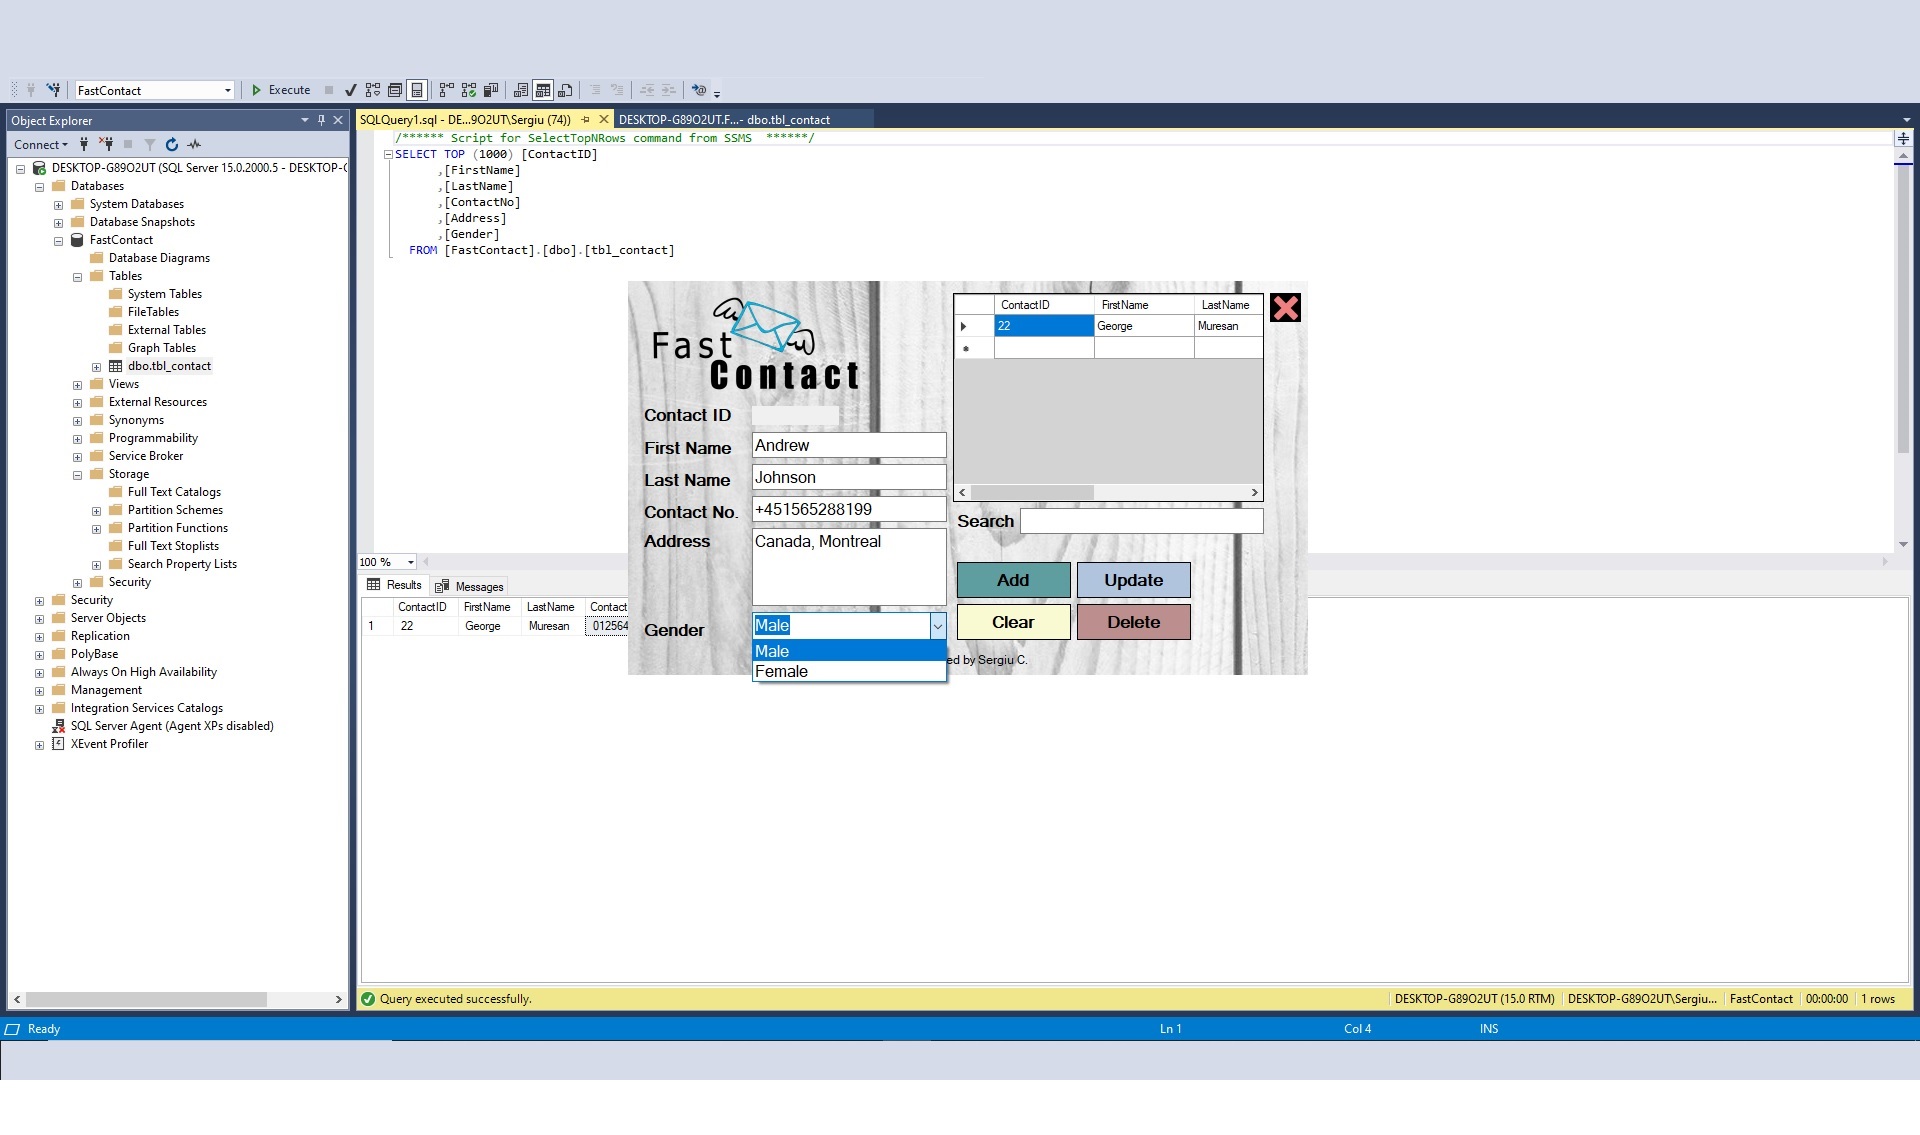 FastContact
Execute
Object Explorer
Connect
DESKTOP-G89O2UT (SQL Server 15.0.2000.5 - DESKTOP-
Databases
System Databases
Database Snapshots
FastContact
Database Diagrams
Tables
System Tables
FileTables
External Tables
Graph Tables
dbo.tbl_contact
Views
External Resources
Synonyms
Programmability
Service Broker
Storage
Full Text Catalogs
Partition Schemes
Partition Functions
Full Text Stoplists
Search Property Lists
Security
Security
Server Objects
Replication
PolyBase
Always On High Availability
Management
Integration Services Catalogs
SQL Server Agent (Agent XPs disabled)
XEvent Profiler
SQLQuery1.sql - DE...9O2UT\Sergiu (74)) DESKTOP-G89O2UT.F...- dbo.tbl_contact
/****** Script for SelectTopNRows command from SSMS ******/
SELECT TOP (1000) [ContactID]
,[FirstName]
,[LastName]
,[ContactNo]
,[Address]
,[Gender]
FROM [FastContact].[dbo].[tbl_contact]
100 %
Results Messages
ContactID FirstName LastName Contact
1 22 George Muresan 012564
Fast
Contact
Contact ID
First Name Andrew
Last Name Johnson
Contact No. +451565288199
Address Canada, Montreal
Gender Male
Male
Female
ContactID FirstName LastName
22 George Muresan
Search
Add Update
Clear Delete
ed by Sergiu C.
Query executed successfully.
DESKTOP-G89O2UT (15.0 RTM) DESKTOP-G89O2UT\Sergiu... FastContact 00:00:00 1 rows
Ready Ln 1 Col 4 INS